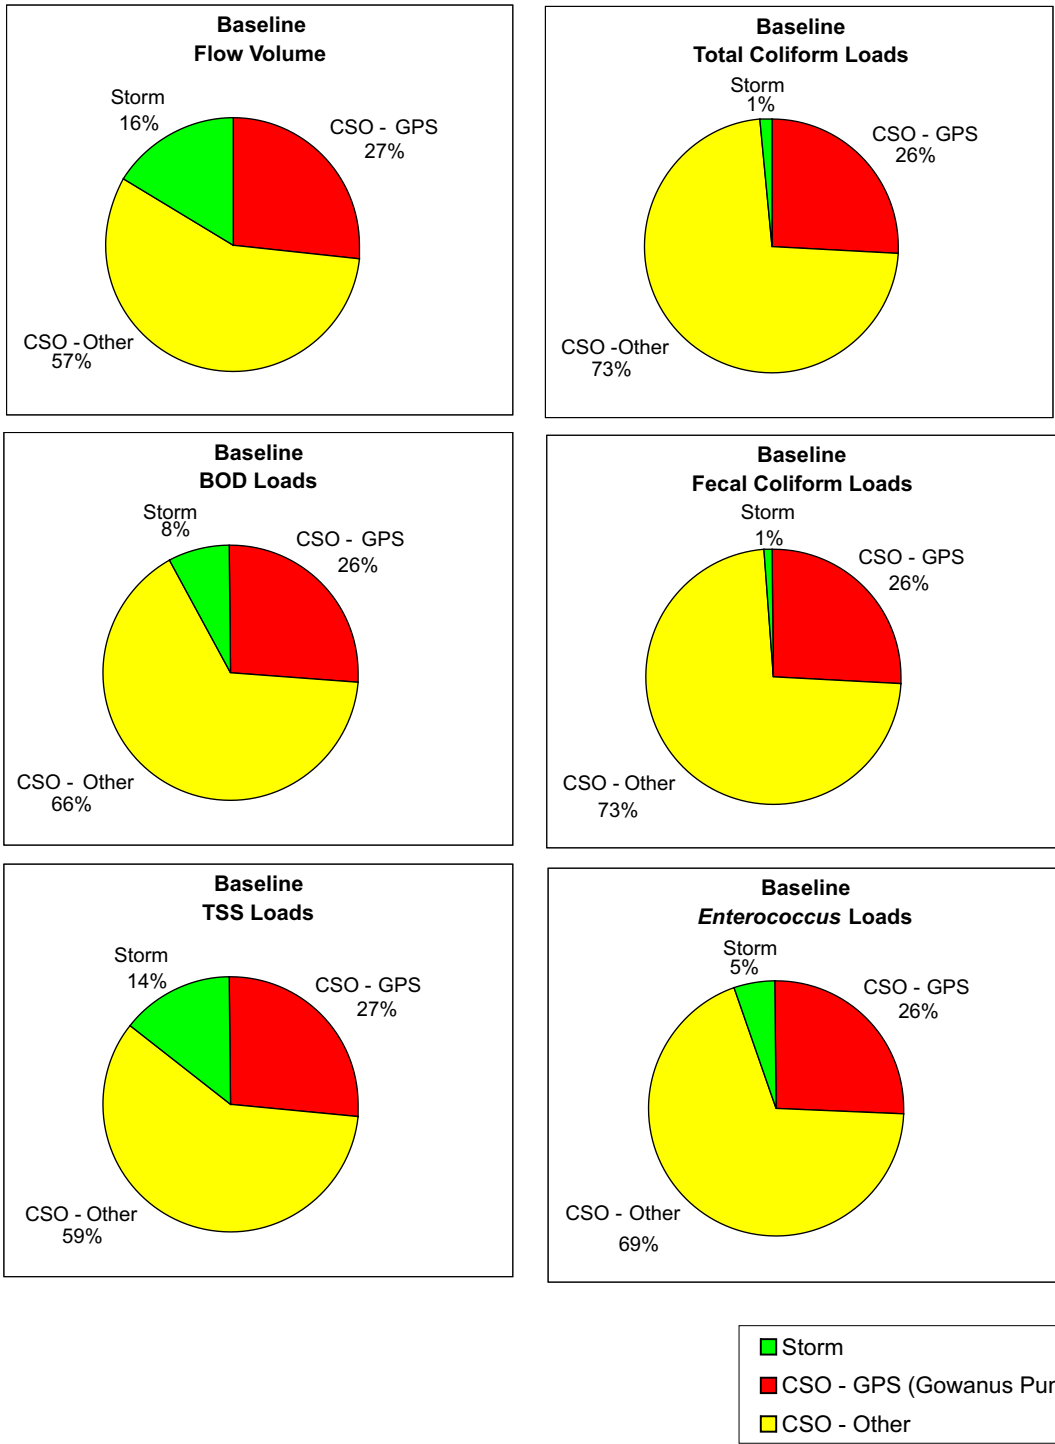 Baseline
Flow Volume
Storm
16%
CSO - GPS
27%
CSO - Other
57%
Baseline
Total Coliform Loads
Storm
1%
CSO - GPS
26%
CSO - Other
73%
Baseline
BOD Loads
Storm
8%
CSO - GPS
26%
CSO - Other
66%
Baseline
Fecal Coliform Loads
Storm
1%
CSO - GPS
26%
CSO - Other
73%
Baseline
TSS Loads
Storm
14%
CSO - GPS
27%
CSO - Other
59%
Baseline
Enterococcus Loads
Storm
5%
CSO - GPS
26%
CSO - Other
69%
Storm
CSO - GPS (Gowanus
CSO - Other